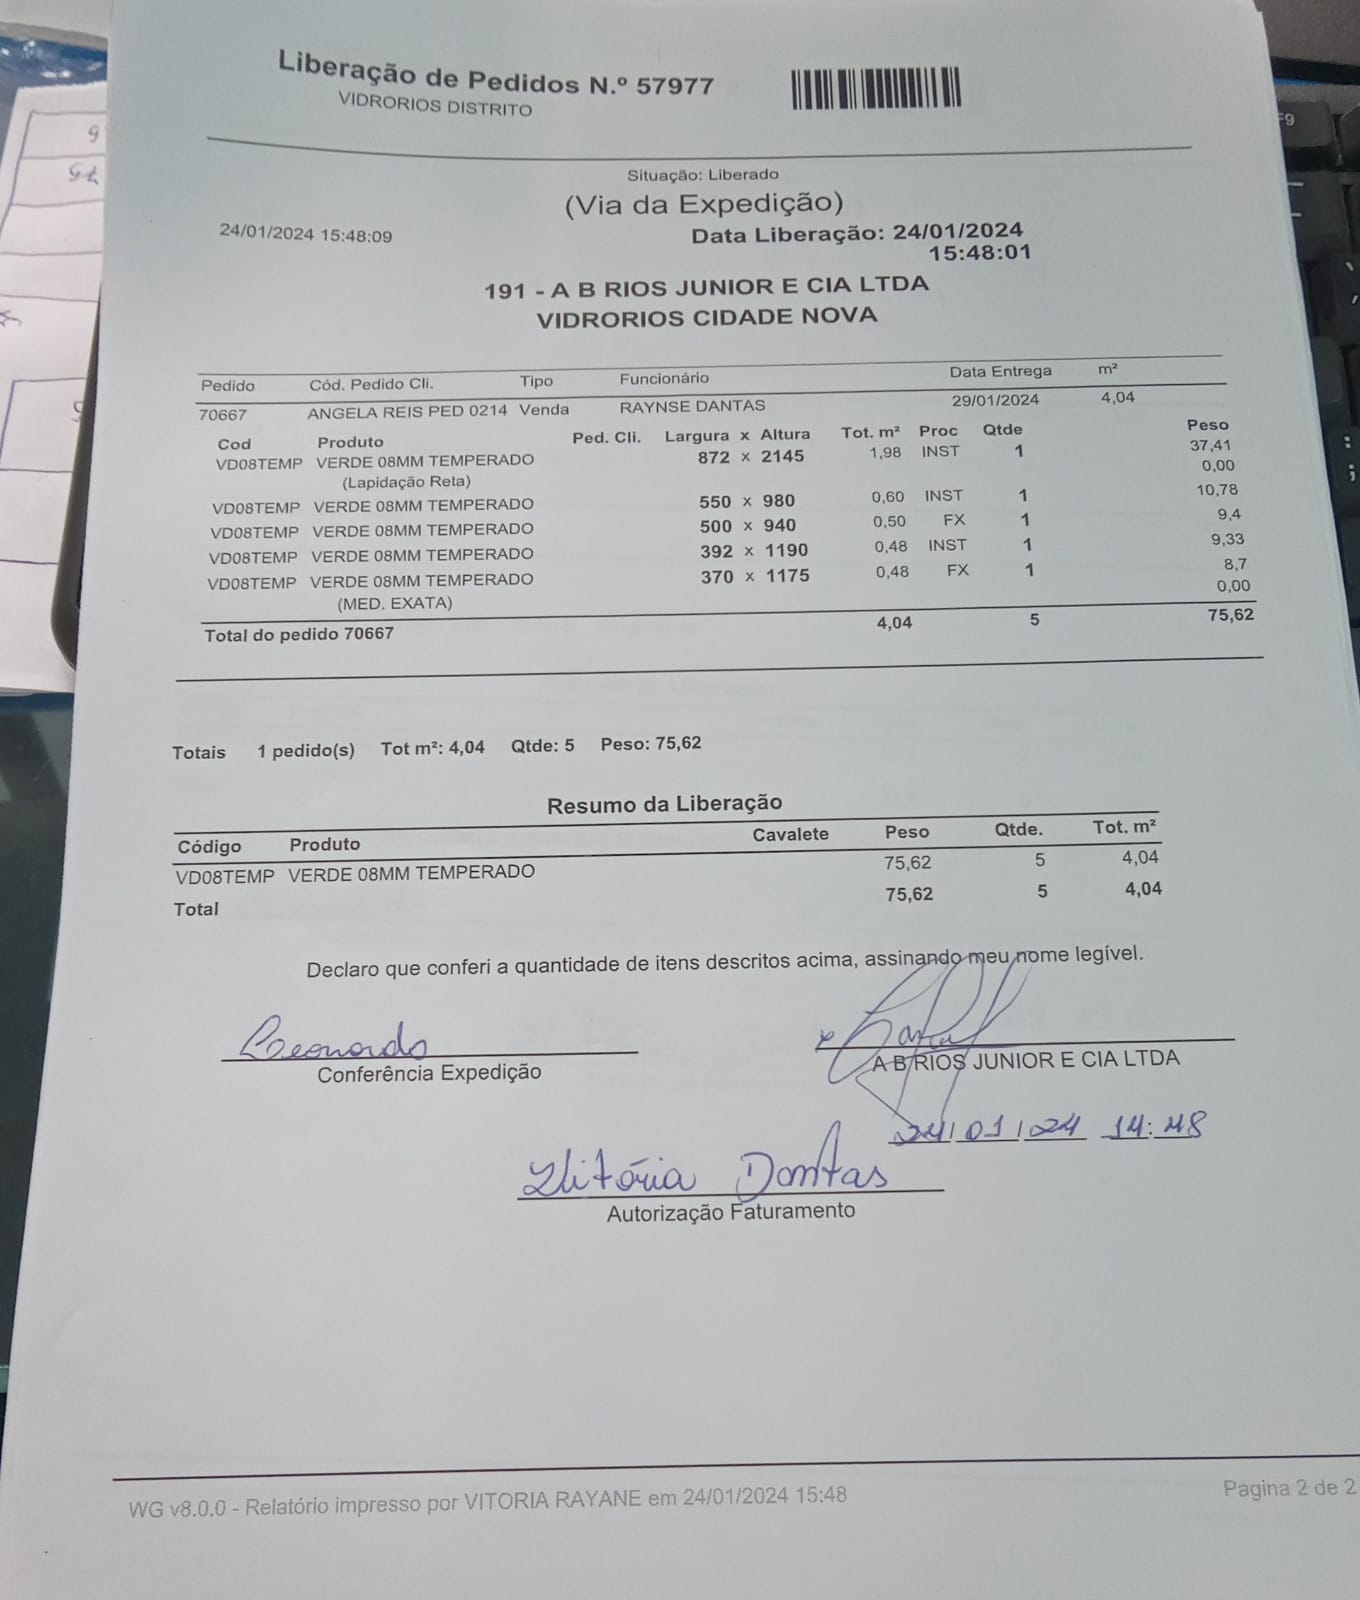 Liberação de Pedidos N.º 57977
VIDRORIOS DISTRITO
Situação: Liberado
(Via da Expedição)
24/01/2024 15:48:09
Data Liberação: 24/01/2024
15:48:01
191 - A B RIOS JUNIOR E CIA LTDA
VIDRORIOS CIDADE NOVA
Pedido Cód. Pedido Cli. Tipo Funcionário Data Entrega m²
70667 ANGELA REIS PED 0214 Venda RAYNSE DANTAS 29/01/2024 4,04
Cod Produto Ped. Cli. Largura x Altura Tot. m² Proc Qtde Peso
VD08TEMP VERDE 08MM TEMPERADO 872 x 2145 1,98 INST 1 37,41
(Lapidação Reta) 0,00
VD08TEMP VERDE 08MM TEMPERADO 550 x 980 0,60 INST 1 10,78
VD08TEMP VERDE 08MM TEMPERADO 500 x 940 0,50 FX 1 9,4
VD08TEMP VERDE 08MM TEMPERADO 392 x 1190 0,48 INST 1 9,33
VD08TEMP VERDE 08MM TEMPERADO 370 x 1175 0,48 FX 1 8,7
(MED. EXATA) 0,00
Total do pedido 70667 4,04 5 75,62
Totais 1 pedido(s) Tot m²: 4,04 Qtde: 5 Peso: 75,62
Resumo da Liberação
Código Produto Cavalete Peso Qtde. Tot. m²
VD08TEMP VERDE 08MM TEMPERADO 75,62 5 4,04
Total 75,62 5 4,04
Declaro que conferi a quantidade de itens descritos acima, assinando meu nome legível.
Leonardo
Conferência Expedição
A B RIOS JUNIOR E CIA LTDA
24/01/24 14:48
Vitória Dantas
Autorização Faturamento
WG v8.0.0 - Relatório impresso por VITORIA RAYANE em 24/01/2024 15:48
Página 2 de 2
F9